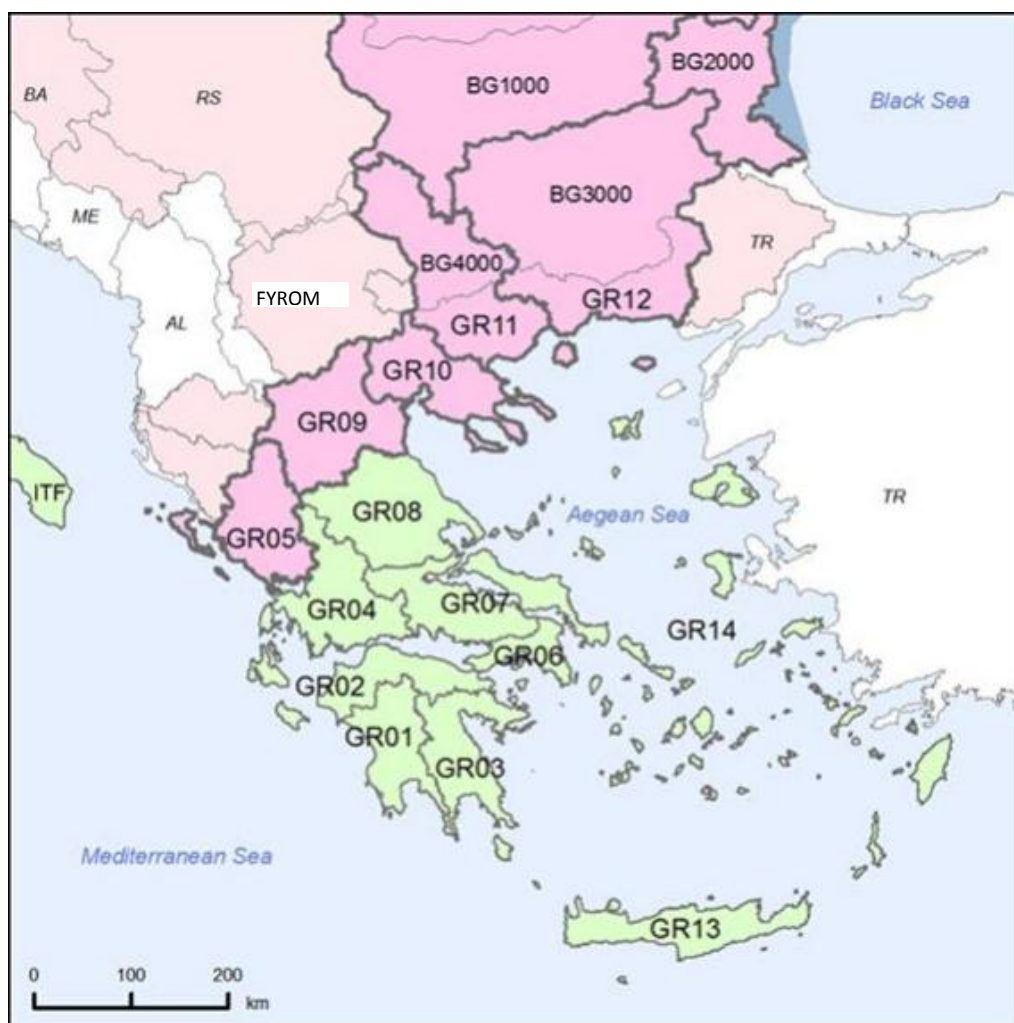 BG2000
BG1000
BA
RS
Black Sea
BG3000
ME
TR
BG4000
FYROM
GR12
AL
GR11
GR10
GR09
ITF
TR
GR08
Aegean Sea
GR05
GR04
GR07
GR14
GR06
GR02
GR01
GR03
Mediterranean Sea
GR13
0 100 200
km